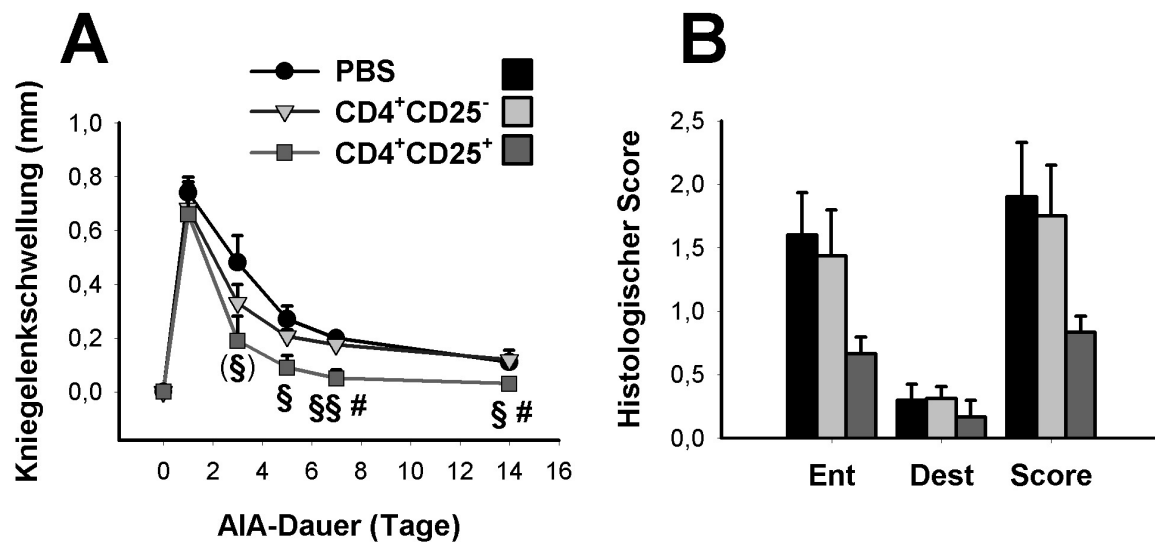 A
PBS
CD4⁺CD25⁻
CD4⁺CD25⁺
Kniegelenkschwellung (mm)
1,0
0,8
0,6
0,4
0,2
0,0
(§)
§
§§ #
§ #
0 2 4 6 8 10 12 14 16
AIA-Dauer (Tage)
B
Histologischer Score
2,5
2,0
1,5
1,0
0,5
0,0
Ent Dest Score